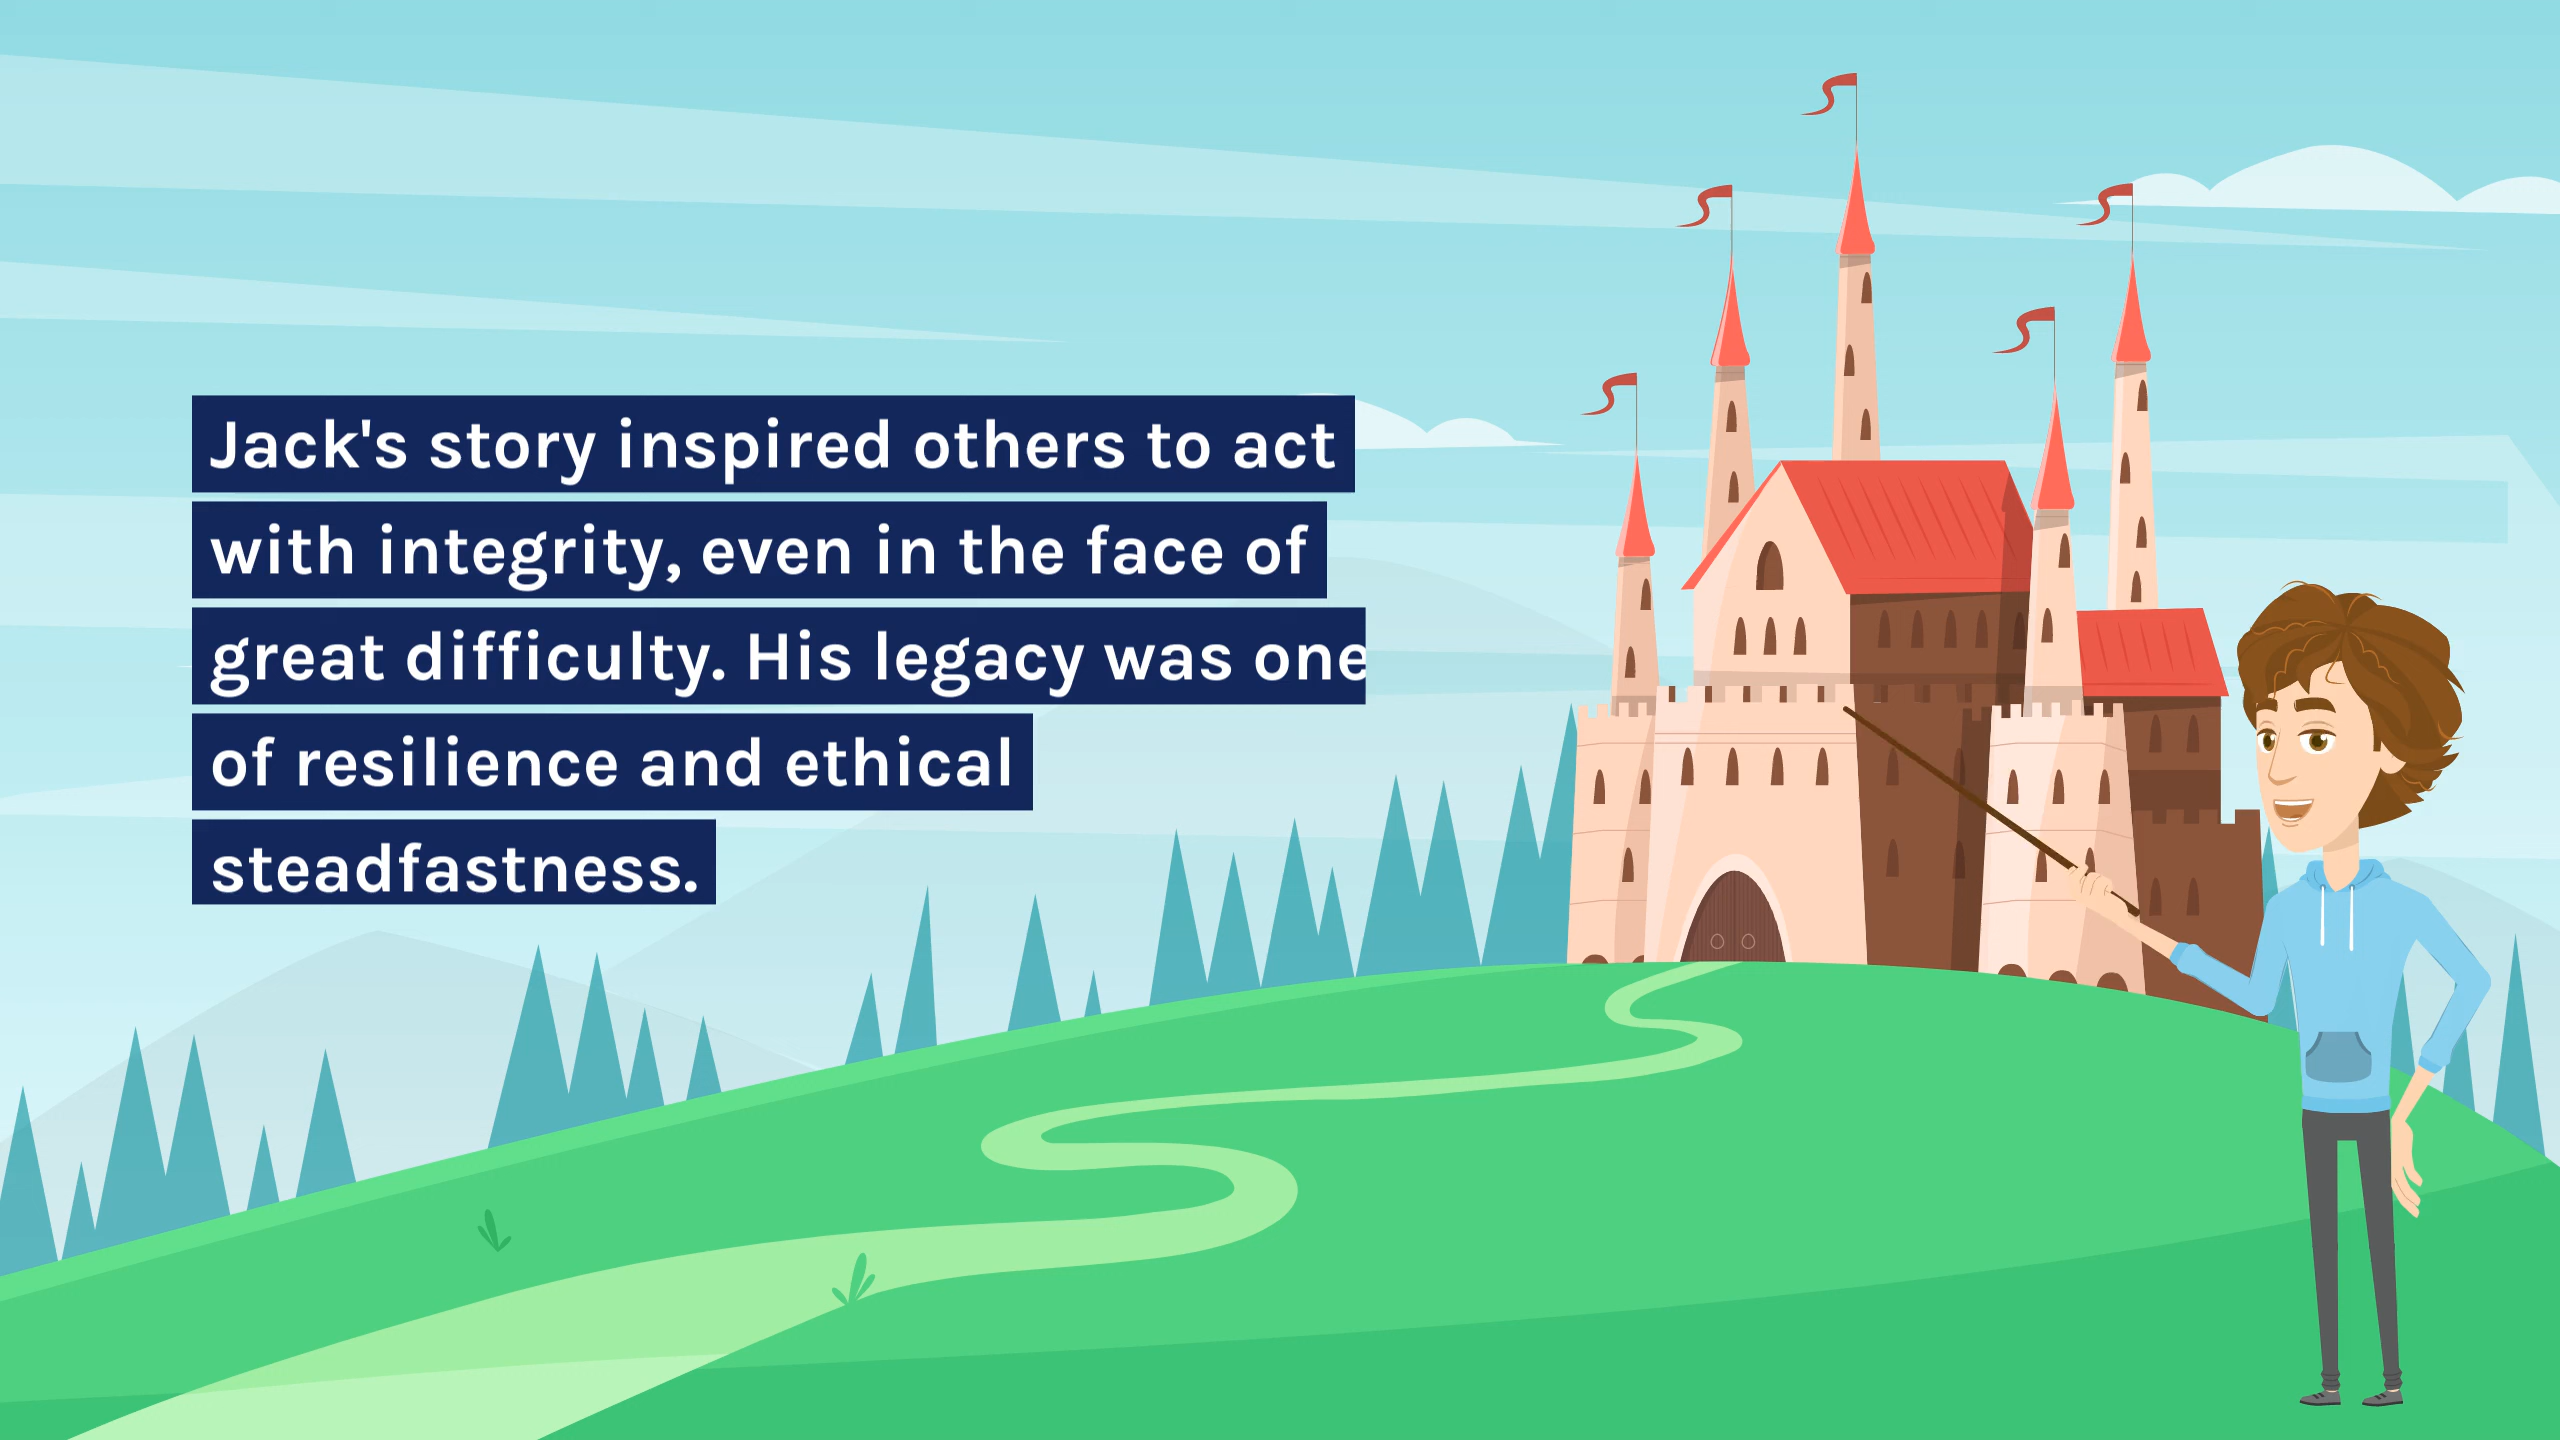 Jack's story inspired others to act
with integrity, even in the face of
great difficulty. His legacy was one
of resilience and ethical
steadfastness.